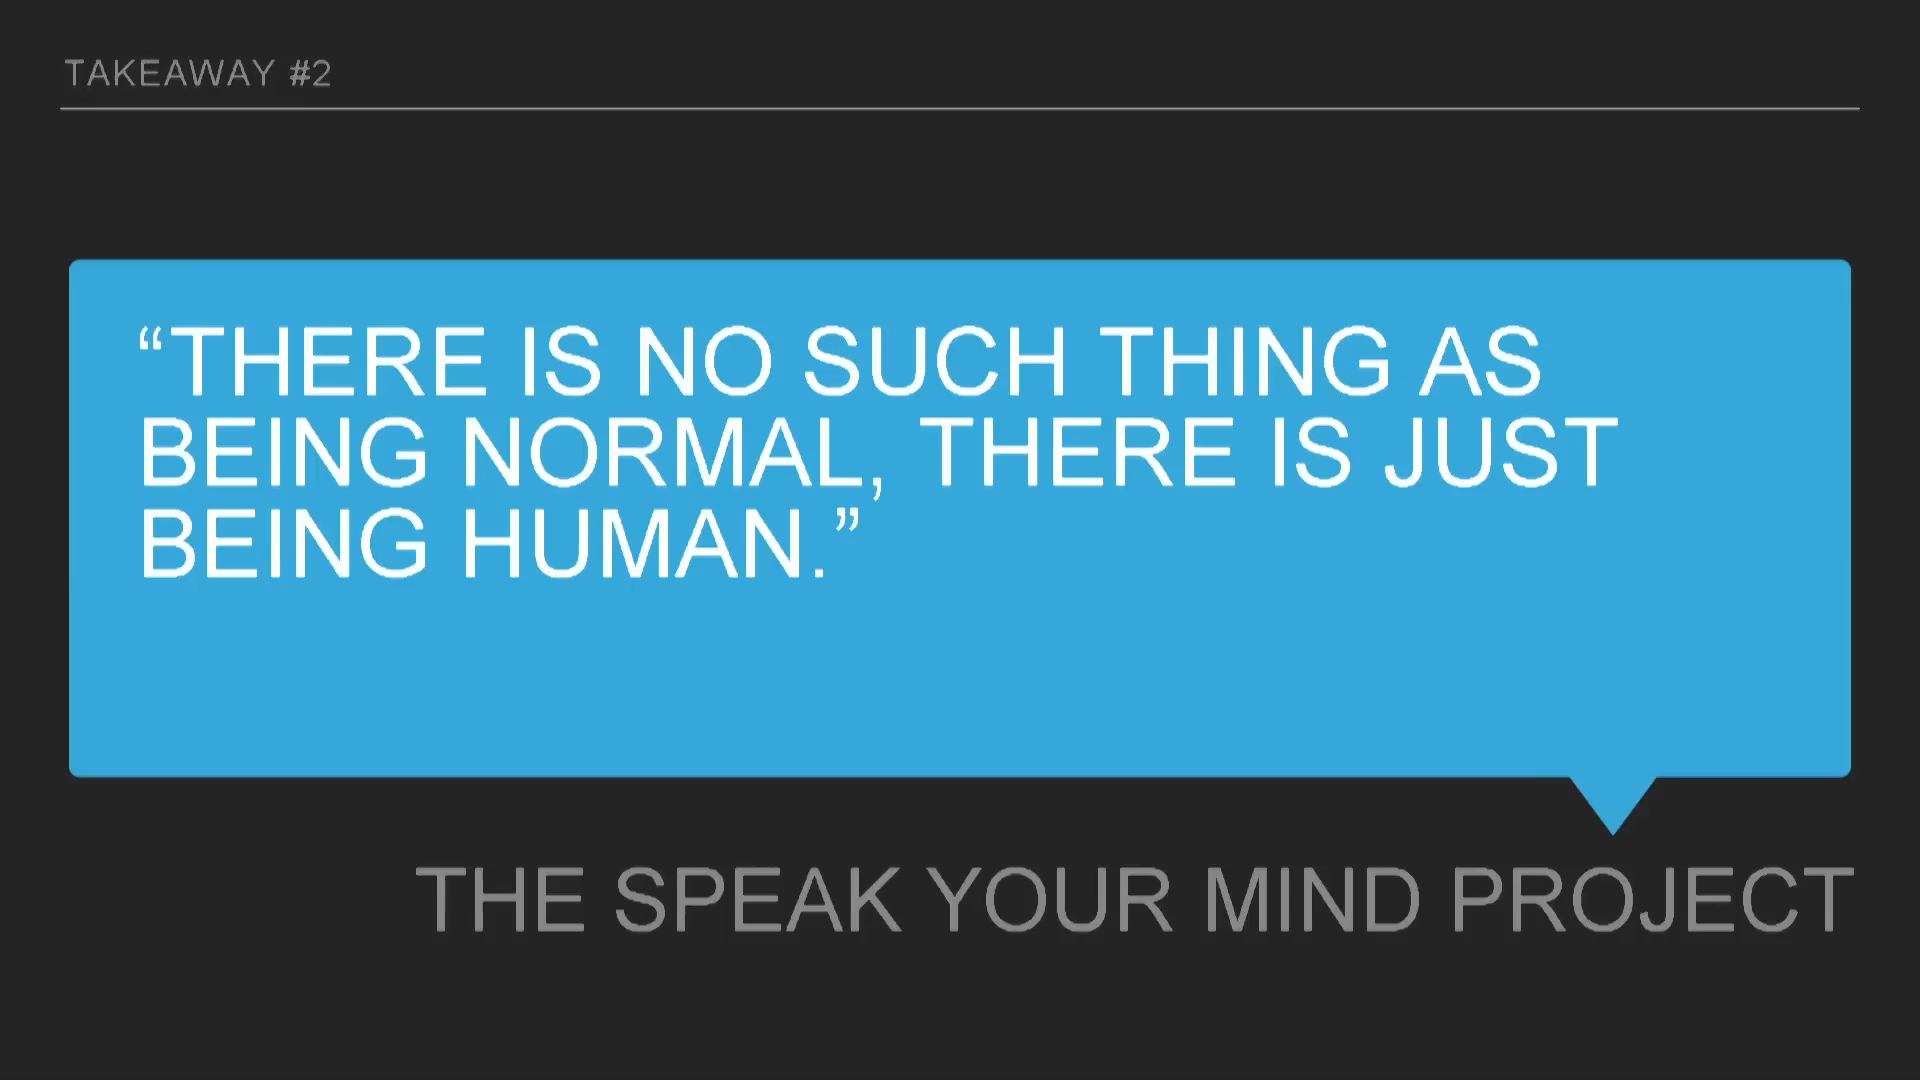 TAKEAWAY #2
“THERE IS NO SUCH THING AS
BEING NORMAL, THERE IS JUST
BEING HUMAN.”
THE SPEAK YOUR MIND PROJECT